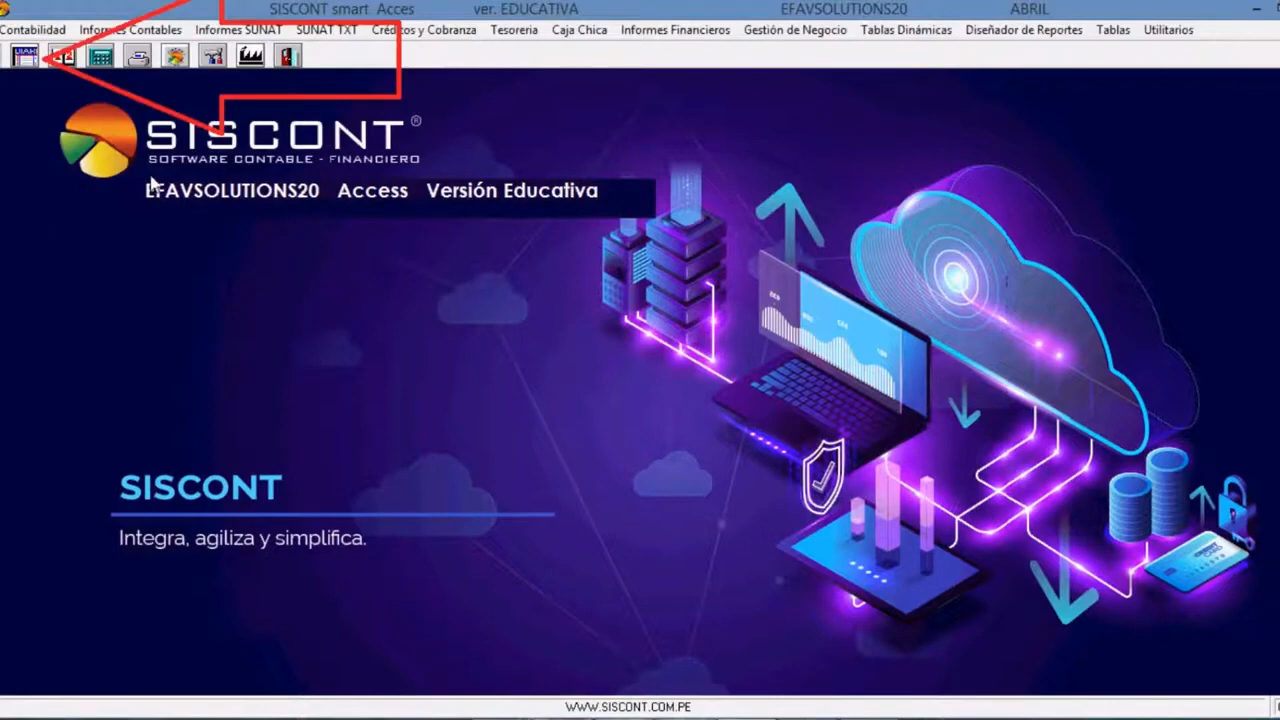 SISCONT smart Acces ver. EDUCATIVA EFAVSOLUTIONS20 ABRIL
Contabilidad Informes Contables Informes SUNAT SUNAT TXT Créditos y Cobranza Tesoreria Caja Chica Informes Financieros Gestión de Negocio Tablas Dinámicas Diseñador de Reportes Tablas Utilitarios
SISCONT®
SOFTWARE CONTABLE - FINANCIERO
EFAVSOLUTIONS20 Access Versión Educativa
SISCONT
Integra, agiliza y simplifica.
WWW.SISCONT.COM.PE